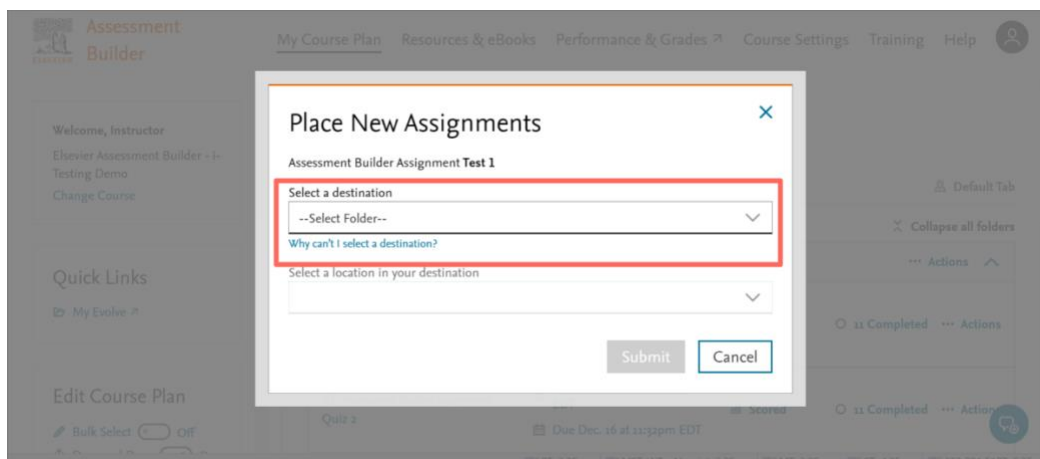 Assessment
Builder
ELSEVIER
My Course Plan Resources & eBooks Performance & Grades Course Settings Training Help
Welcome, Instructor
Elsevier Assessment Builder - i-
Testing Demo
Change Course
Place New Assignments
Assessment Builder Assignment Test 1
Select a destination
--Select Folder--
Why can't I select a destination?
Select a location in your destination
Submit Cancel
Default Tab
Collapse all folders
... Actions
11 Completed ... Actions
Quick Links
My Evolve
Edit Course Plan
Bulk Select Off
Quiz 2
Due Dec. 16 at 11:32pm EDT
Scored
11 Completed ... Action